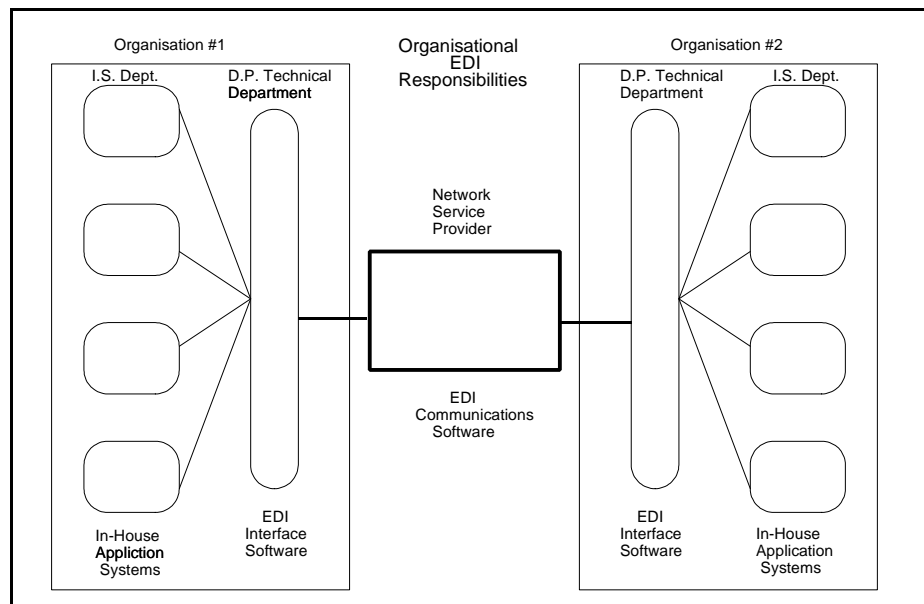 Organisation #1
Organisational
EDI
Responsibilities
Organisation #2
I.S. Dept.
D.P. Technical
Department
D.P. Technical
Department
I.S. Dept.
Network
Service
Provider
EDI
Communications
Software
In-House
Appliction
Systems
EDI
Interface
Software
EDI
Interface
Software
In-House
Application
Systems